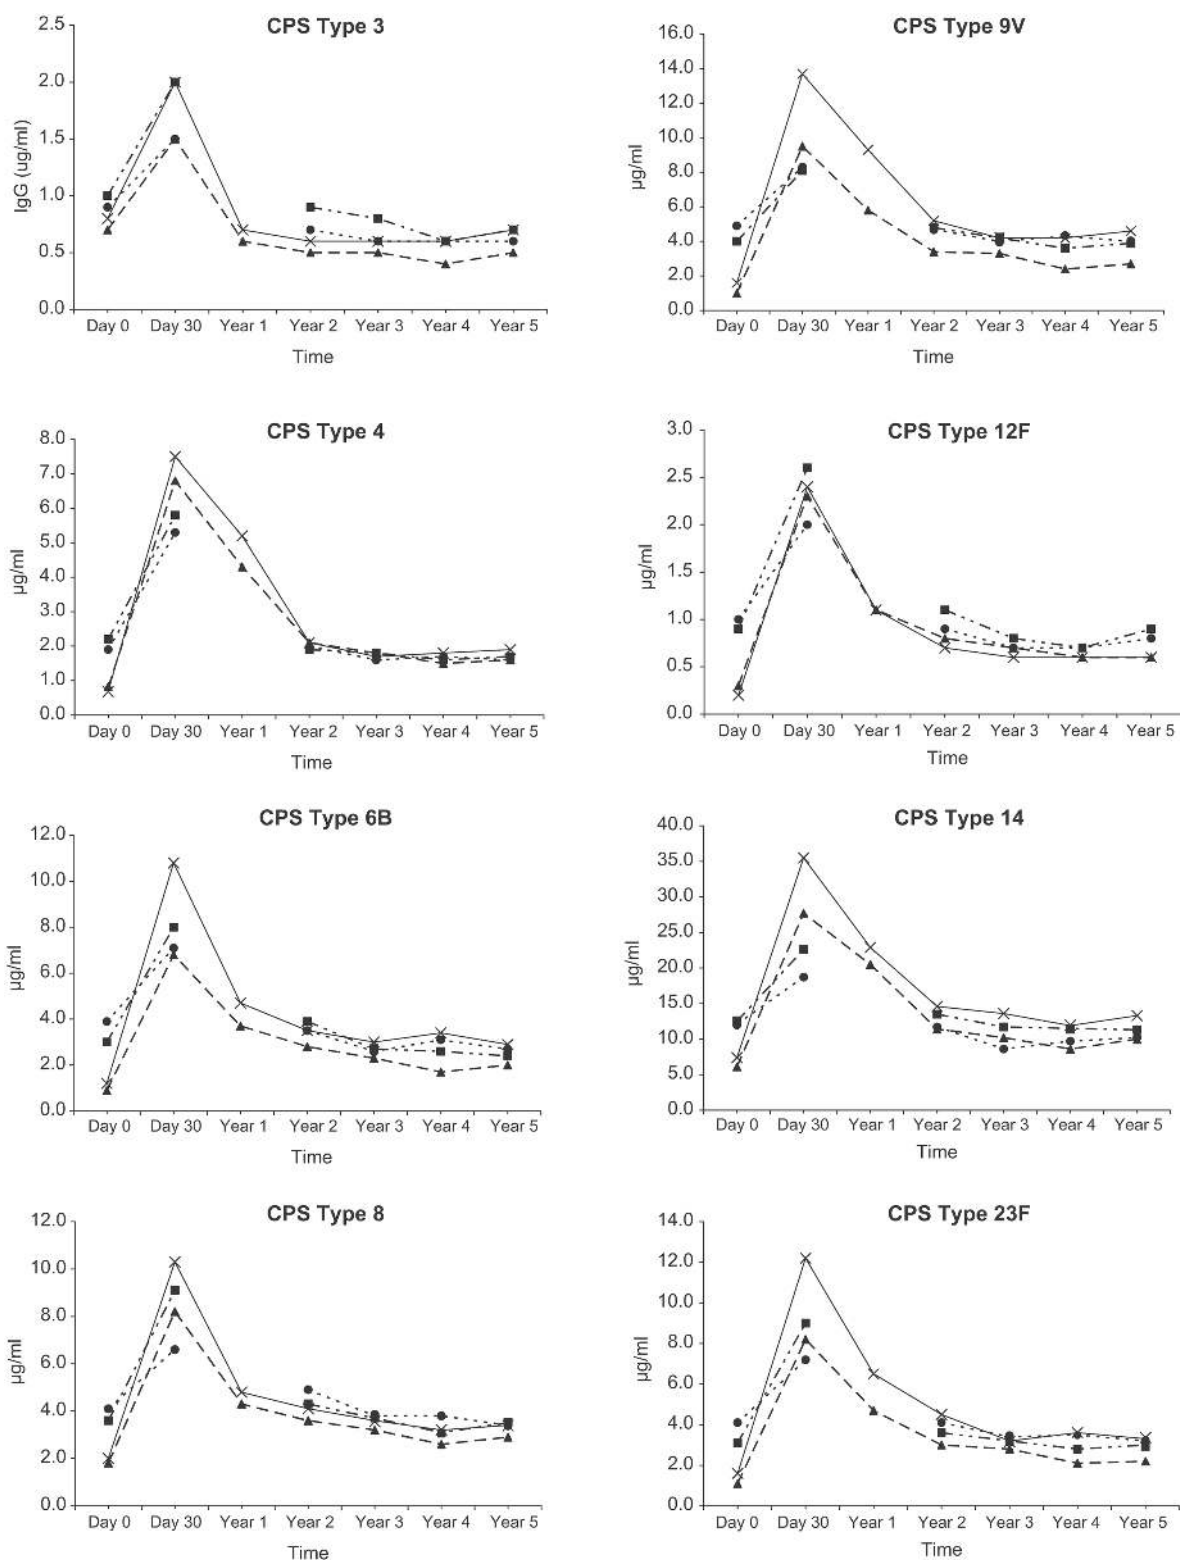 CPS Type 3
IgG (ug/ml)
2.5
2.0
1.5
1.0
0.5
0.0
Day 0 Day 30 Year 1 Year 2 Year 3 Year 4 Year 5
Time
CPS Type 9V
µg/ml
16.0
14.0
12.0
10.0
8.0
6.0
4.0
2.0
0.0
Day 0 Day 30 Year 1 Year 2 Year 3 Year 4 Year 5
Time
CPS Type 4
µg/ml
8.0
7.0
6.0
5.0
4.0
3.0
2.0
1.0
0.0
Day 0 Day 30 Year 1 Year 2 Year 3 Year 4 Year 5
Time
CPS Type 12F
µg/ml
3.0
2.5
2.0
1.5
1.0
0.5
0.0
Day 0 Day 30 Year 1 Year 2 Year 3 Year 4 Year 5
Time
CPS Type 6B
µg/ml
12.0
10.0
8.0
6.0
4.0
2.0
0.0
Day 0 Day 30 Year 1 Year 2 Year 3 Year 4 Year 5
Time
CPS Type 14
µg/ml
40.0
35.0
30.0
25.0
20.0
15.0
10.0
5.0
0.0
Day 0 Day 30 Year 1 Year 2 Year 3 Year 4 Year 5
Time
CPS Type 8
µg/ml
12.0
10.0
8.0
6.0
4.0
2.0
0.0
Day 0 Day 30 Year 1 Year 2 Year 3 Year 4 Year 5
Time
CPS Type 23F
µg/ml
14.0
12.0
10.0
8.0
6.0
4.0
2.0
0.0
Day 0 Day 30 Year 1 Year 2 Year 3 Year 4 Year 5
Time